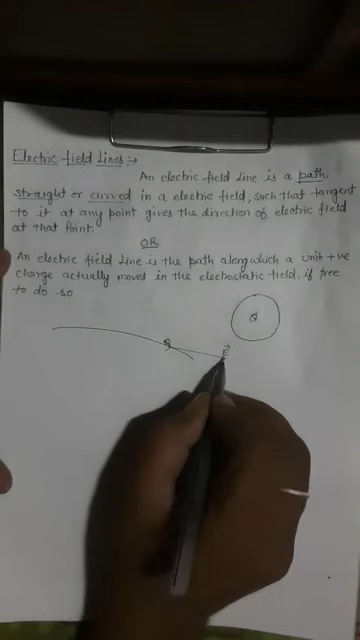 Electric field Lines :→
An electric field line is a path,
straight or curved in a electric field, such that tangent
to it at any point gives the direction of electric field
at that Point.
OR
An electric field line is the path along which a unit +ve
charge actually moves in the electrostatic field, if free
to do so
E